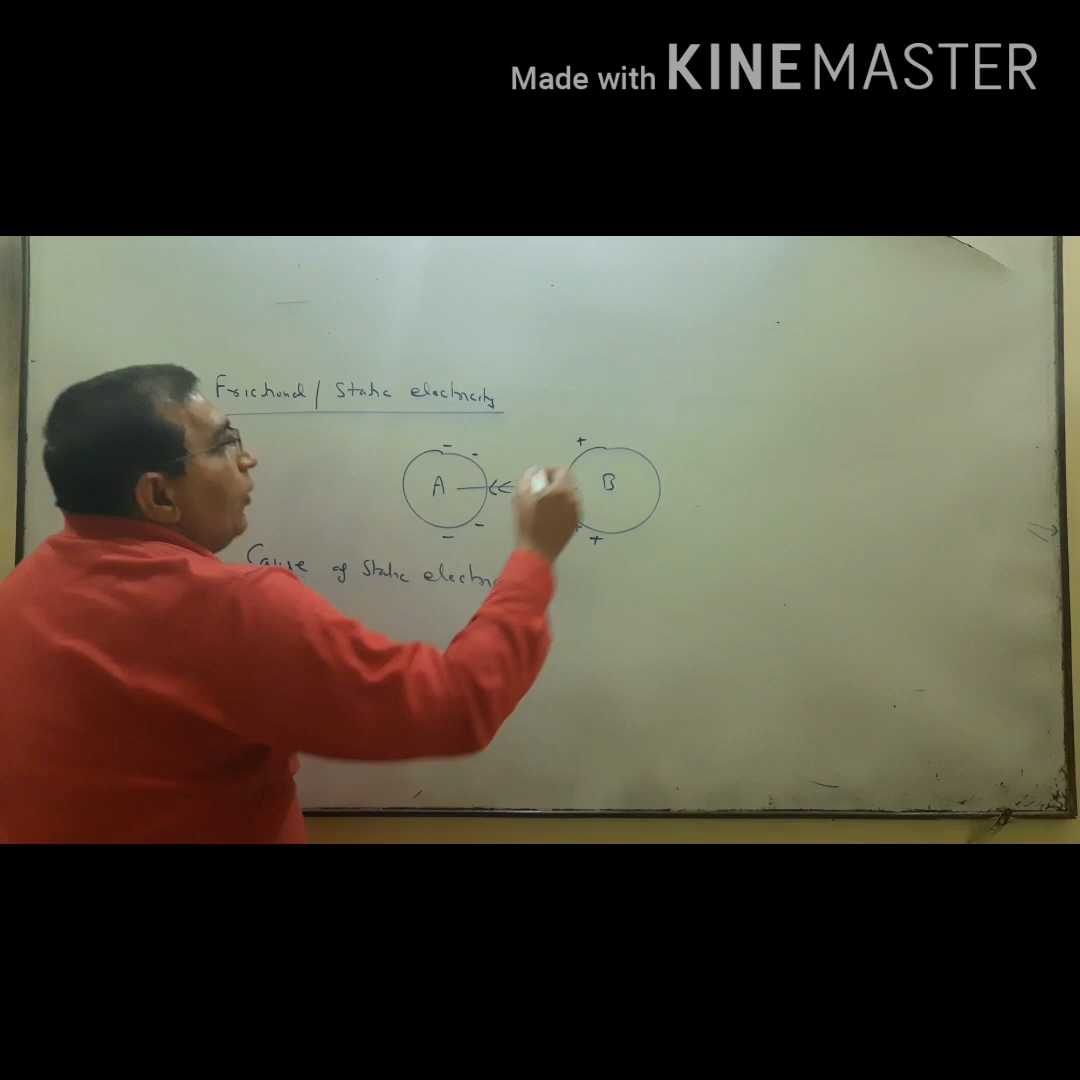 Made with KINEMASTER
Frictional / Static electricity
- -
+
A B
- -
+ +
Cause of Static